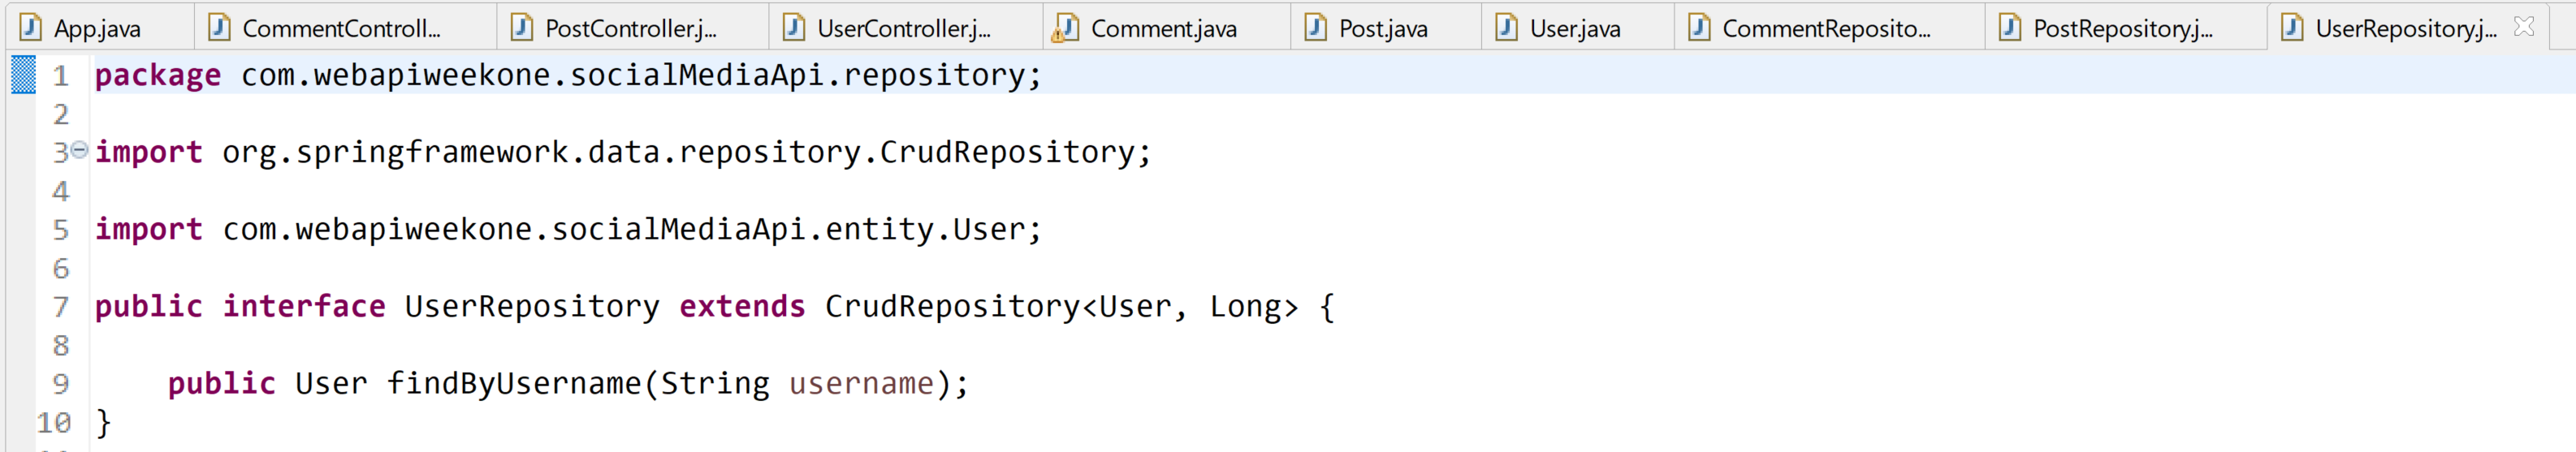 App.java CommentControll... PostController.j... UserController.j... Comment.java Post.java User.java CommentReposito... PostRepository.j... UserRepository.j...
1 package com.webapiweekone.socialMediaApi.repository;
2
3 import org.springframework.data.repository.CrudRepository;
4
5 import com.webapiweekone.socialMediaApi.entity.User;
6
7 public interface UserRepository extends CrudRepository<User, Long> {
8
9     public User findByUsername(String username);
10 }